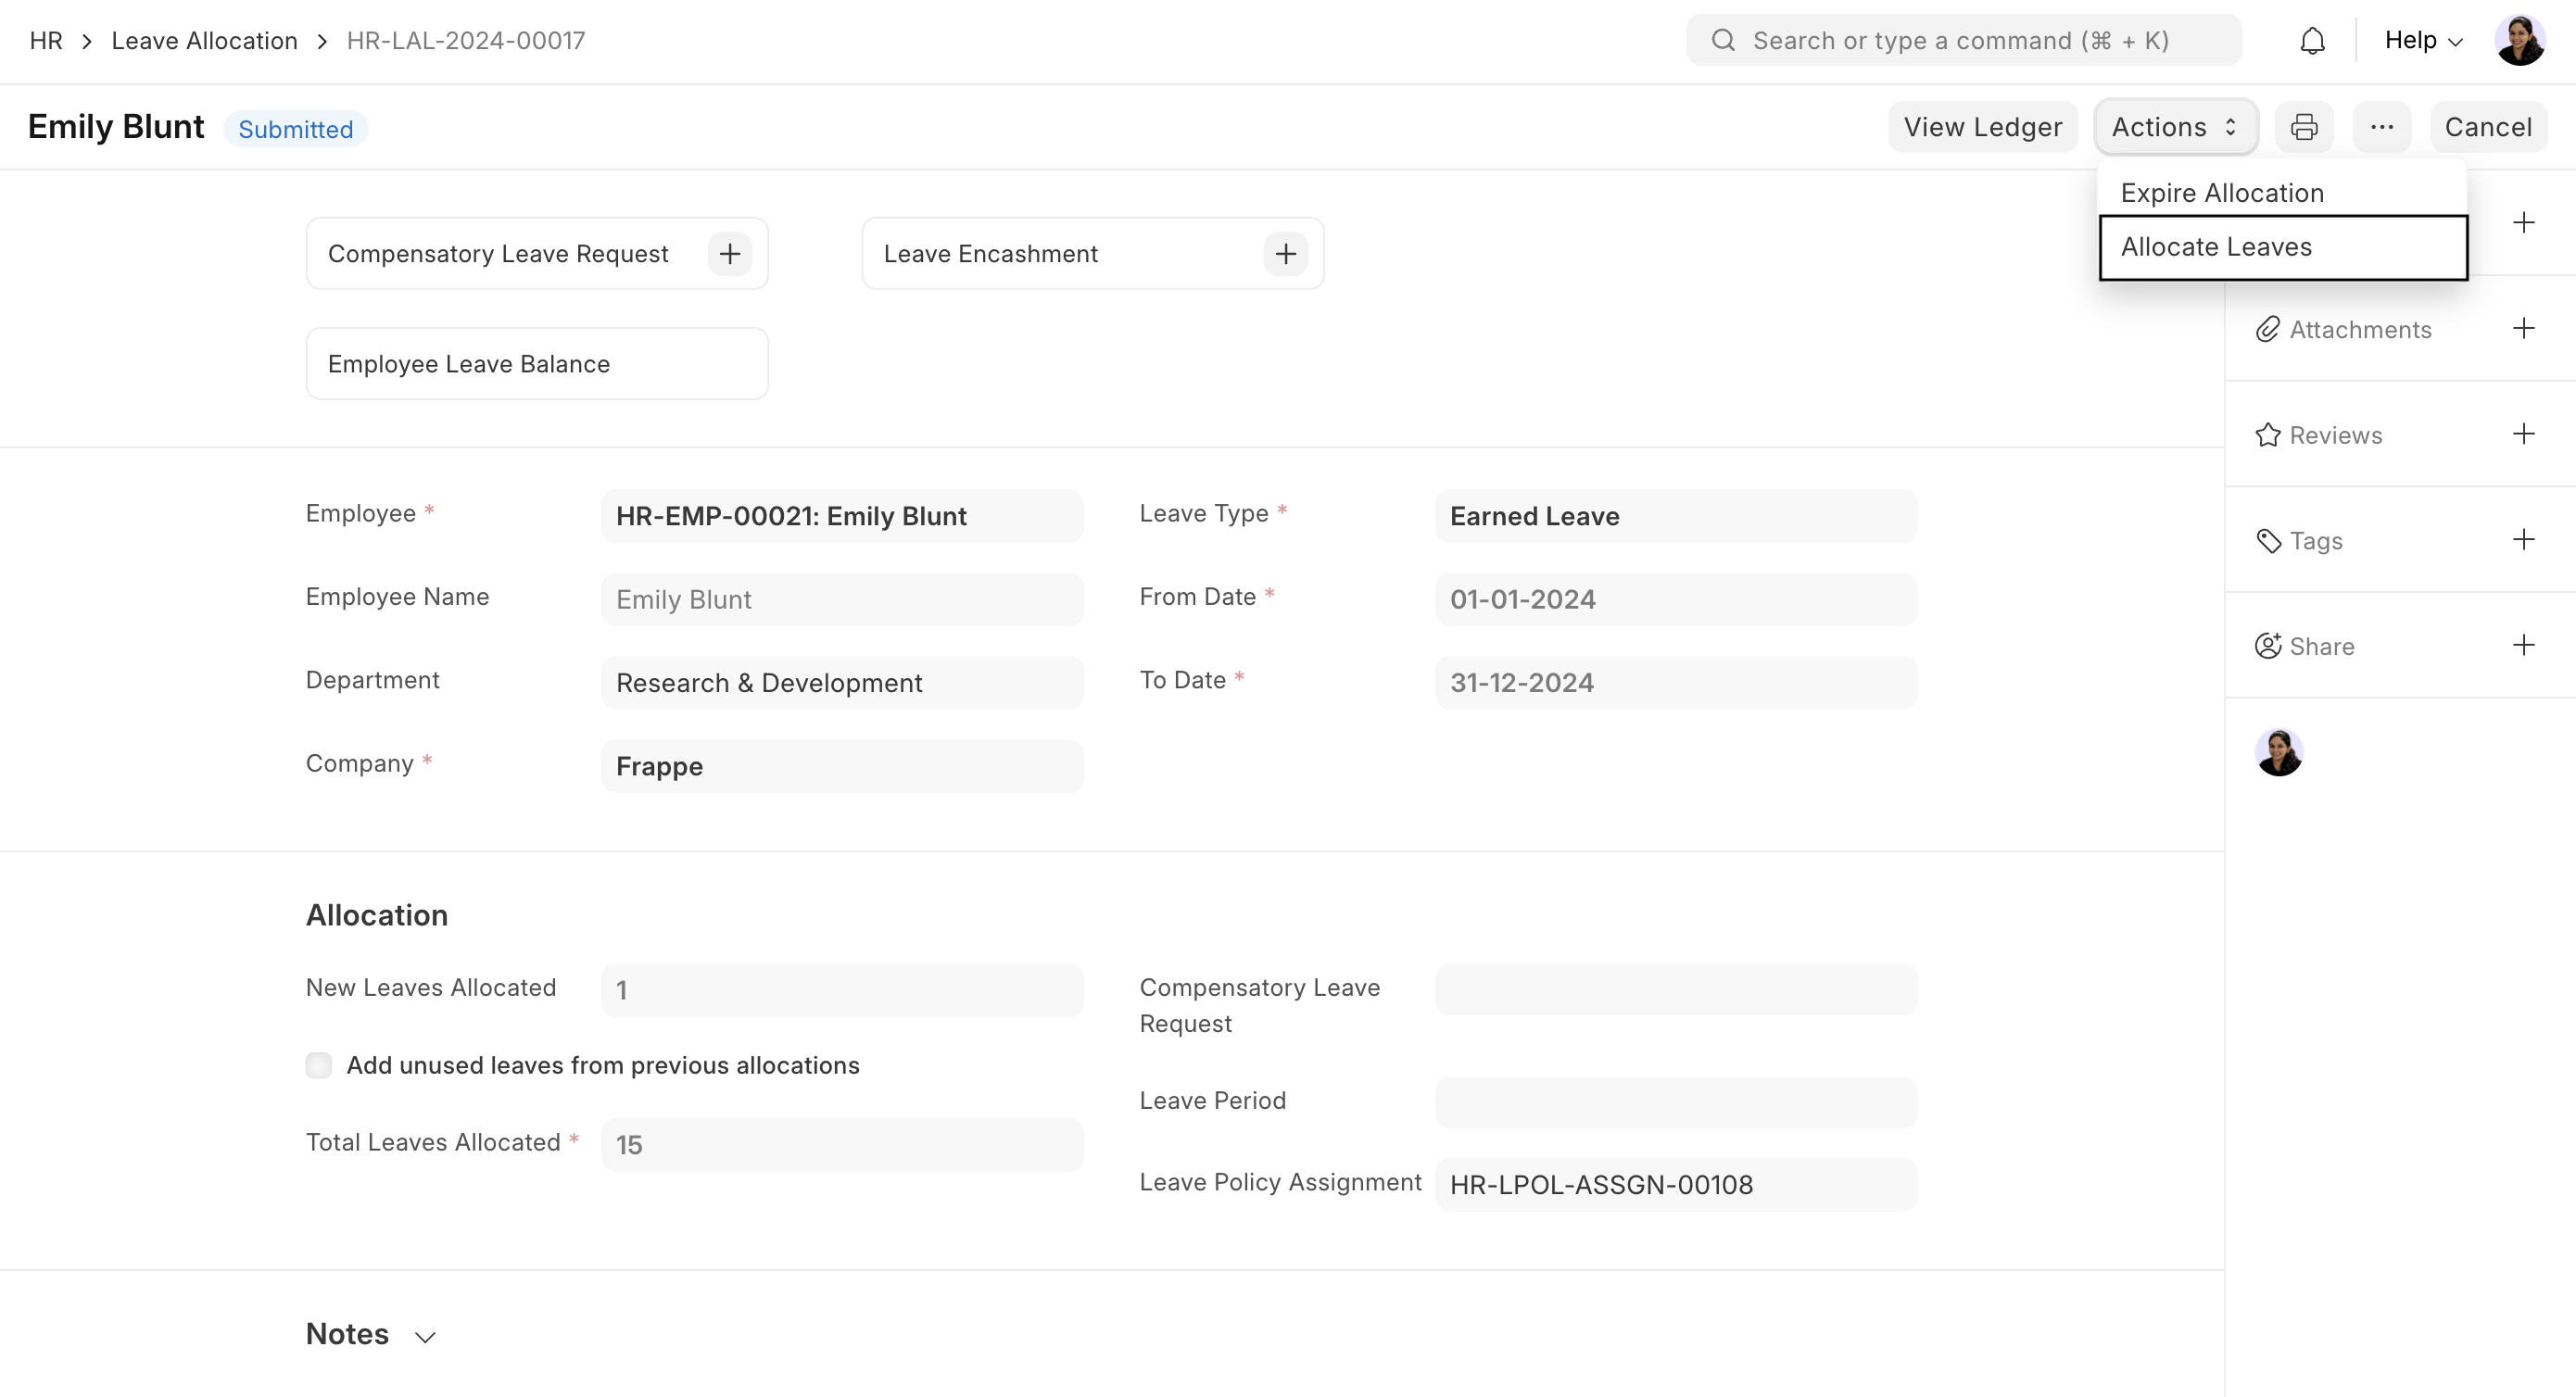 HR > Leave Allocation > HR-LAL-2024-00017
Search or type a command (⌘ + K)
Help
Emily Blunt
Submitted
View Ledger
Actions
Cancel
Expire Allocation
Allocate Leaves
Compensatory Leave Request
Leave Encashment
Employee Leave Balance
Attachments
Reviews
Tags
Share
Employee *
HR-EMP-00021: Emily Blunt
Leave Type *
Earned Leave
Employee Name
Emily Blunt
From Date *
01-01-2024
Department
Research & Development
To Date *
31-12-2024
Company *
Frappe
Allocation
New Leaves Allocated
1
Compensatory Leave
Request
Add unused leaves from previous allocations
Leave Period
Total Leaves Allocated *
15
Leave Policy Assignment
HR-LPOL-ASSGN-00108
Notes